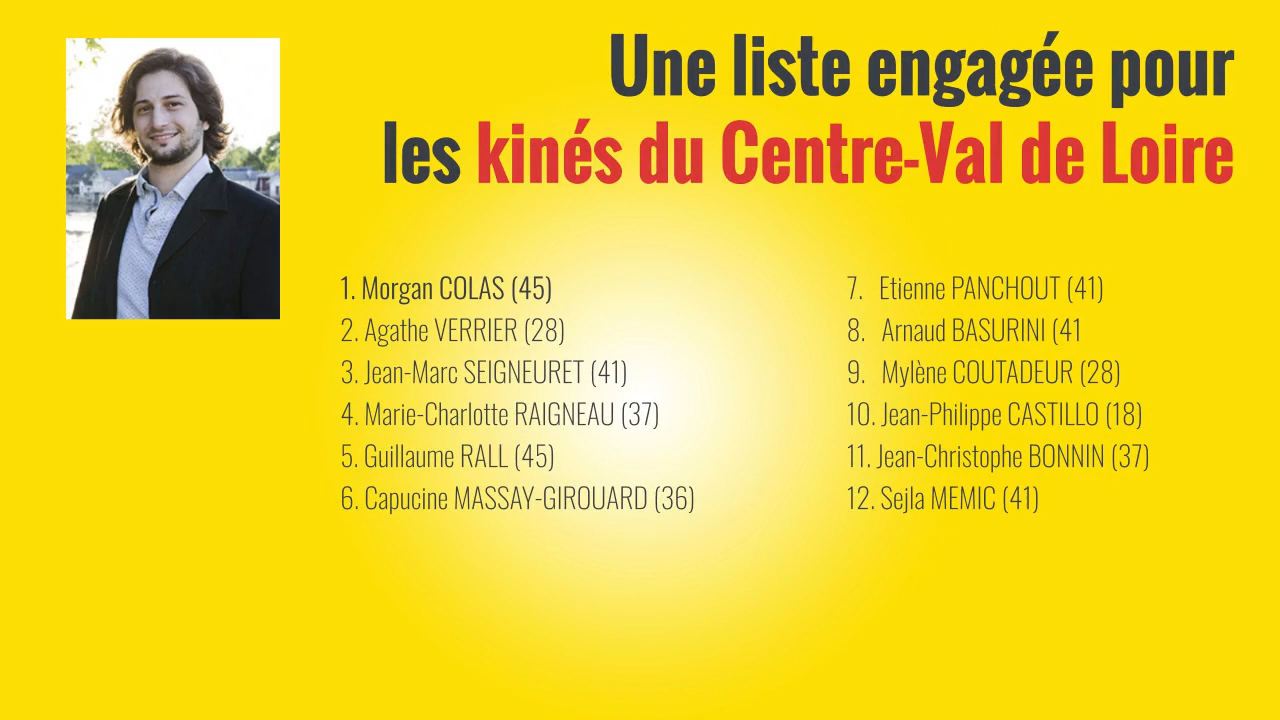 Une liste engagée pour
les kinés du Centre-Val de Loire
1. Morgan COLAS (45)
2. Agathe VERRIER (28)
3. Jean-Marc SEIGNEURET (41)
4. Marie-Charlotte RAIGNEAU (37)
5. Guillaume RALL (45)
6. Capucine MASSAY-GIROUARD (36)
7. Etienne PANCHOUT (41)
8. Arnaud BASURINI (41
9. Mylène COUTADEUR (28)
10. Jean-Philippe CASTILLO (18)
11. Jean-Christophe BONNIN (37)
12. Sejla MEMIC (41)